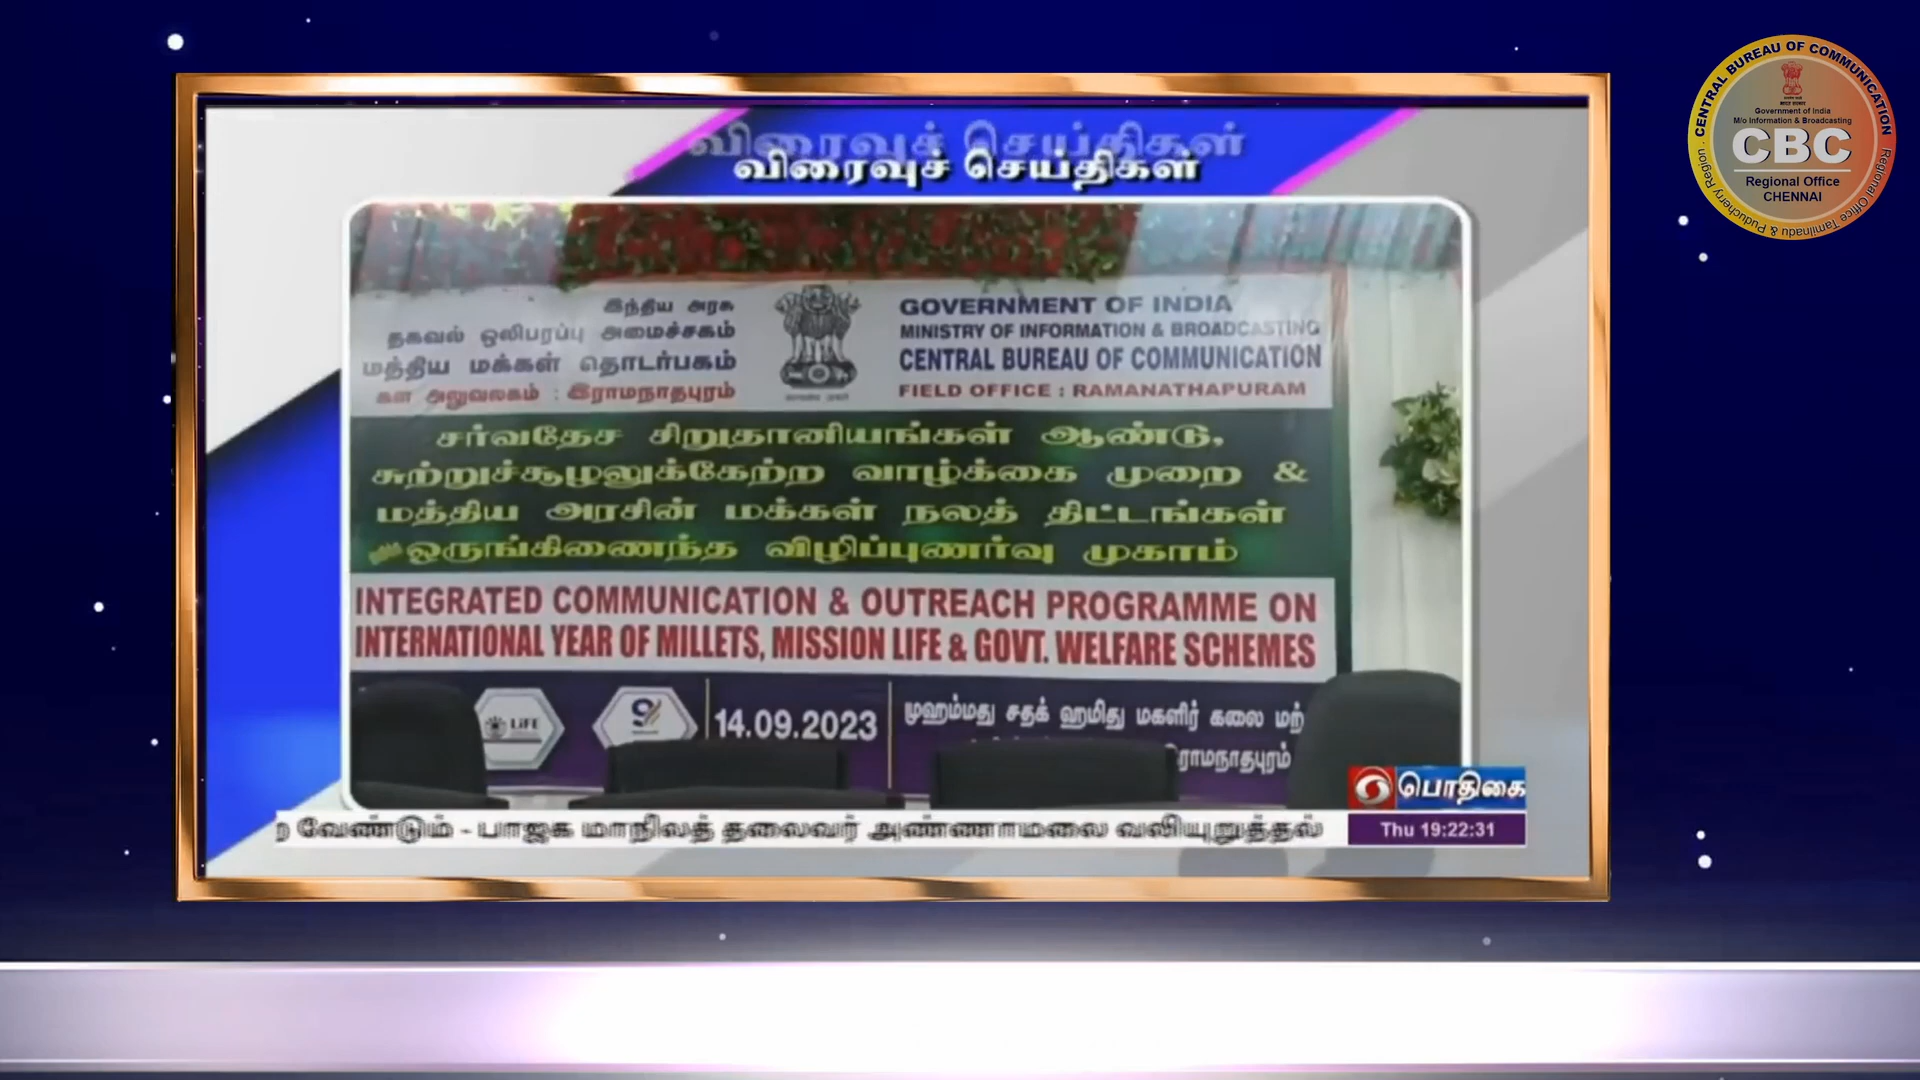 விரைவுச் செய்திகள்
விரைவுச் செய்திகள்
CENTRAL BUREAU OF COMMUNICATION
Regional Office Tamilnadu & Puducherry Region
Government of India
M/o Information & Broadcasting
CBC
Regional Office
CHENNAI
இந்திய அரசு
தகவல் ஒலிபரப்பு அமைச்சகம்
மத்திய மக்கள் தொடர்பகம்
கள அலுவலகம் : இராமநாதபுரம்
GOVERNMENT OF INDIA
MINISTRY OF INFORMATION & BROADCASTING
CENTRAL BUREAU OF COMMUNICATION
FIELD OFFICE : RAMANATHAPURAM
சர்வதேச சிறுதானியங்கள் ஆண்டு,
சுற்றுச்சூழலுக்கேற்ற வாழ்க்கை முறை &
மத்திய அரசின் மக்கள் நலத் திட்டங்கள்
ஒருங்கிணைந்த விழிப்புணர்வு முகாம்
INTEGRATED COMMUNICATION & OUTREACH PROGRAMME ON
INTERNATIONAL YEAR OF MILLETS, MISSION LIFE & GOVT. WELFARE SCHEMES
LiFE
9
14.09.2023
முஹம்மது சதக் ஹமிது மகளிர் கலை மற்
இராமநாதபுரம்
பொதிகை
ற வேண்டும் - பாஜக மாநிலத் தலைவர் அண்ணாமலை வலியுறுத்தல்
Thu 19:22:31